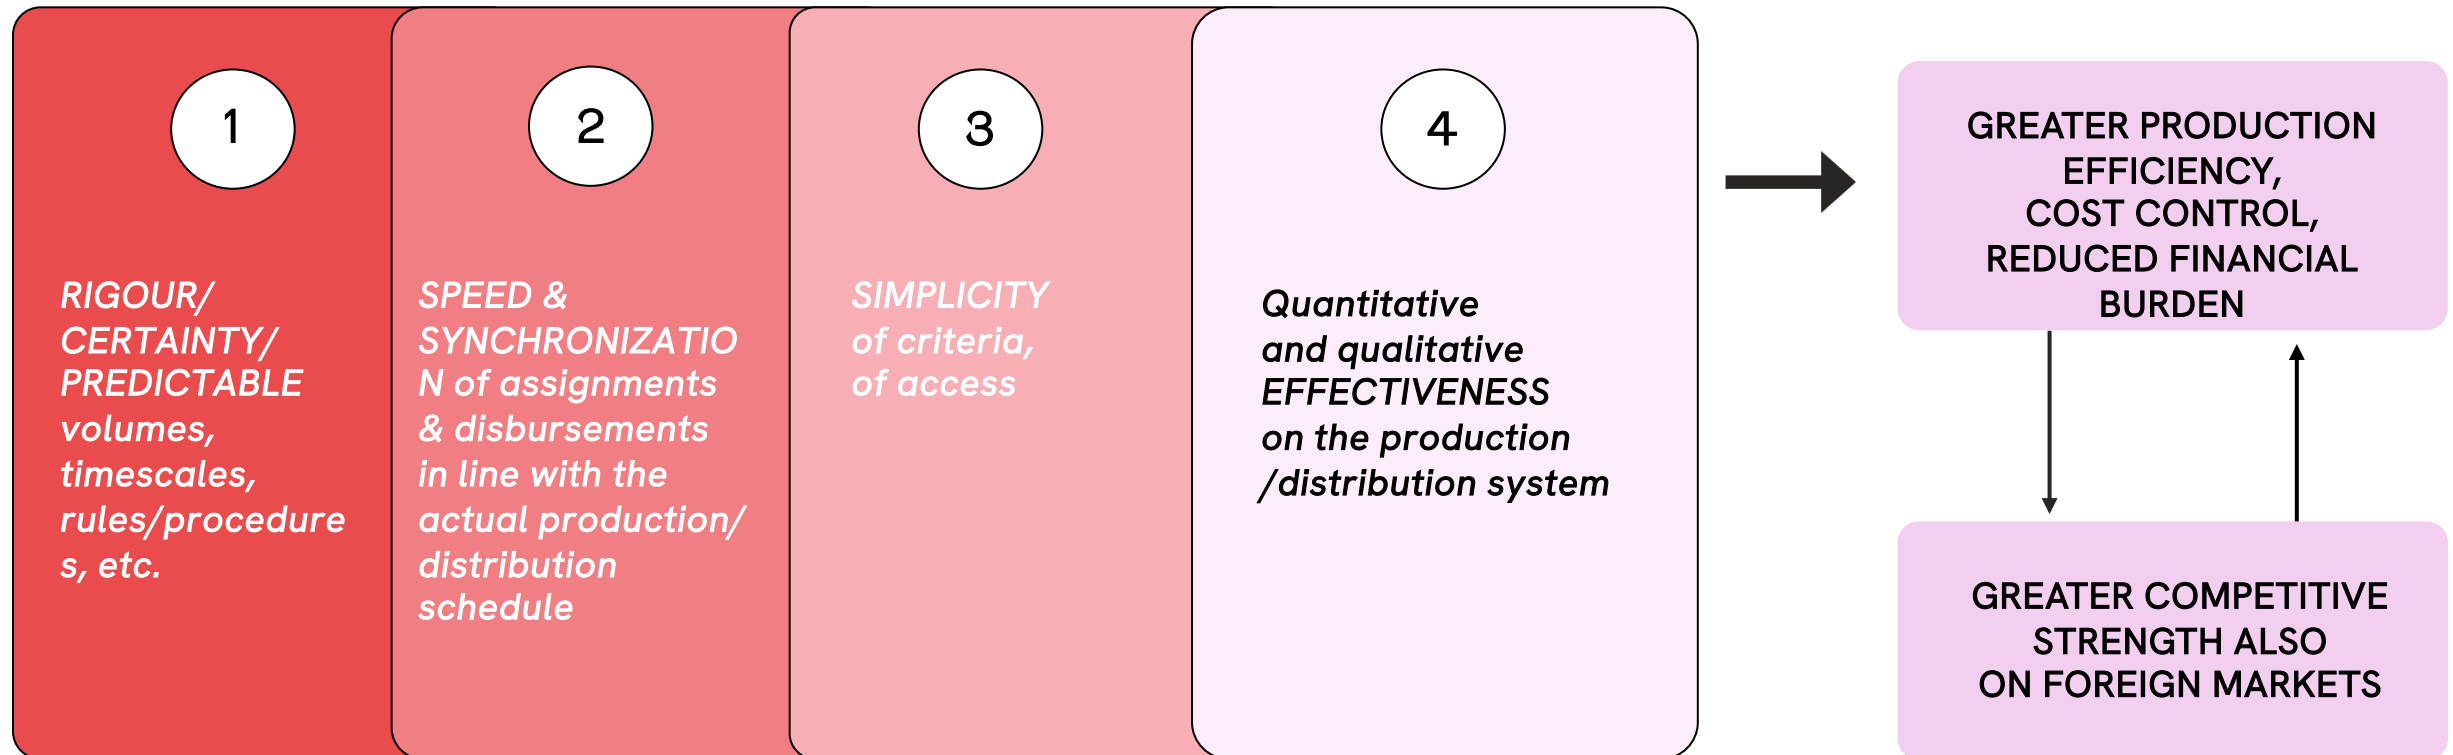 1
RIGOUR/
CERTAINTY/
PREDICTABLE
volumes,
timescales,
rules/procedure
s, etc.
2
SPEED &
SYNCHRONIZATIO
N of assignments
& disbursements
in line with the
actual production/
distribution
schedule
3
SIMPLICITY
of criteria,
of access
4
Quantitative
and qualitative
EFFECTIVENESS
on the production
/distribution system
GREATER PRODUCTION
EFFICIENCY,
COST CONTROL,
REDUCED FINANCIAL
BURDEN
GREATER COMPETITIVE
STRENGTH ALSO
ON FOREIGN MARKETS